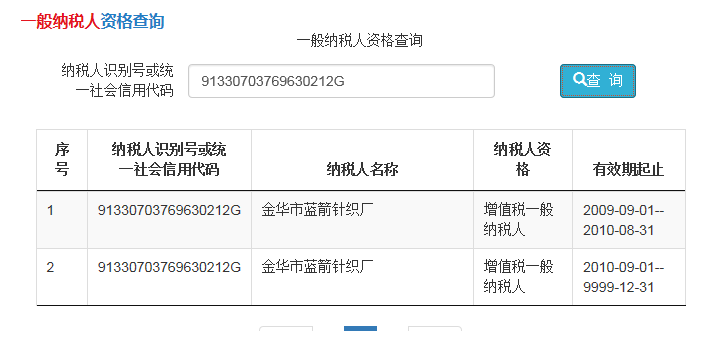 一般纳税人资格查询
一般纳税人资格查询
纳税人识别号或统
一社会信用代码
91330703769630212G
查 询
序
号
纳税人识别号或统
一社会信用代码
纳税人名称
纳税人资
格
有效期起止
1
91330703769630212G
金华市蓝箭针织厂
增值税一般
纳税人
2009-09-01--
2010-08-31
2
91330703769630212G
金华市蓝箭针织厂
增值税一般
纳税人
2010-09-01--
9999-12-31